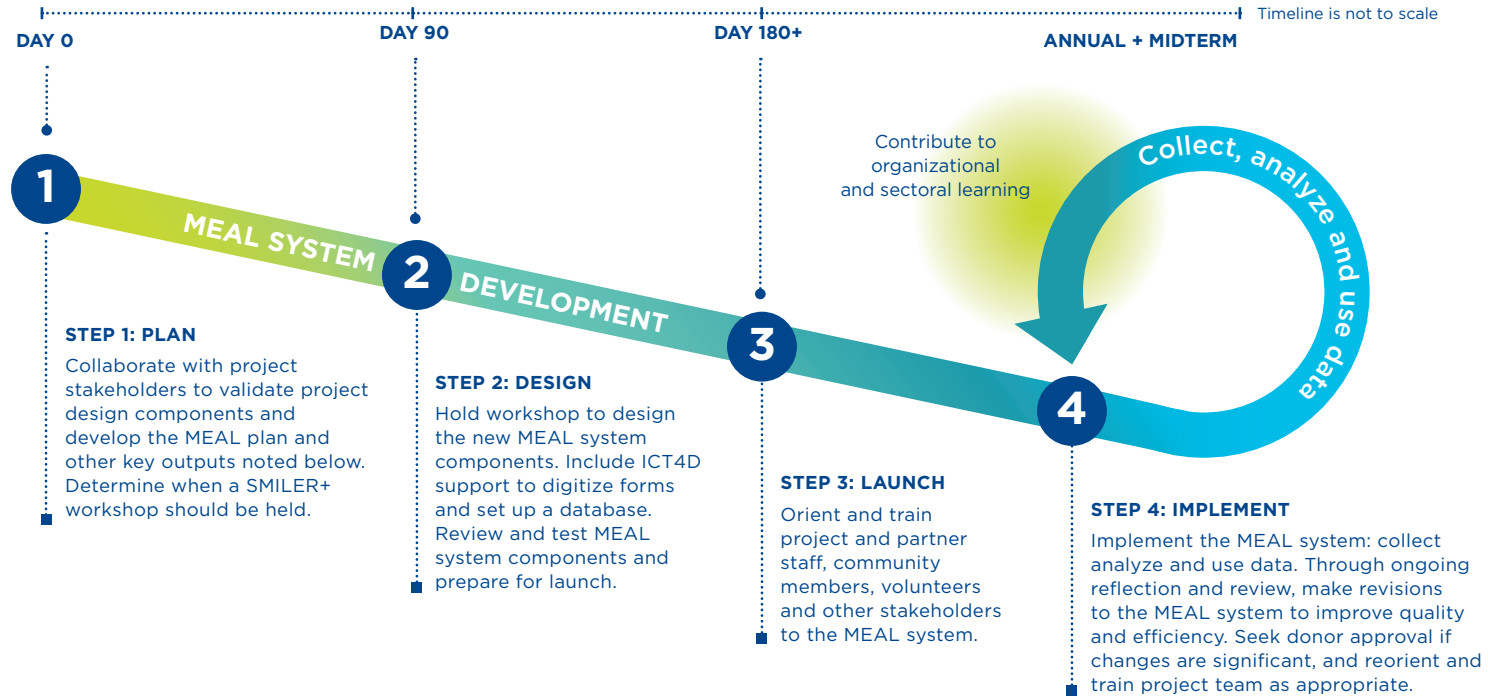 Timeline is not to scale
DAY 0
DAY 90
DAY 180+
ANNUAL + MIDTERM
1
MEAL SYSTEM
2
DEVELOPMENT
3
4
Contribute to
organizational
and sectoral learning
Collect, analyze and use data
STEP 1: PLAN
Collaborate with project
stakeholders to validate project
design components and
develop the MEAL plan and
other key outputs noted below.
Determine when a SMILER+
workshop should be held.
STEP 2: DESIGN
Hold workshop to design
the new MEAL system
components. Include ICT4D
support to digitize forms
and set up a database.
Review and test MEAL
system components and
prepare for launch.
STEP 3: LAUNCH
Orient and train
project and partner
staff, community
members, volunteers
and other stakeholders
to the MEAL system.
STEP 4: IMPLEMENT
Implement the MEAL system: collect
analyze and use data. Through ongoing
reflection and review, make revisions
to the MEAL system to improve quality
and efficiency. Seek donor approval if
changes are significant, and reorient and
train project team as appropriate.